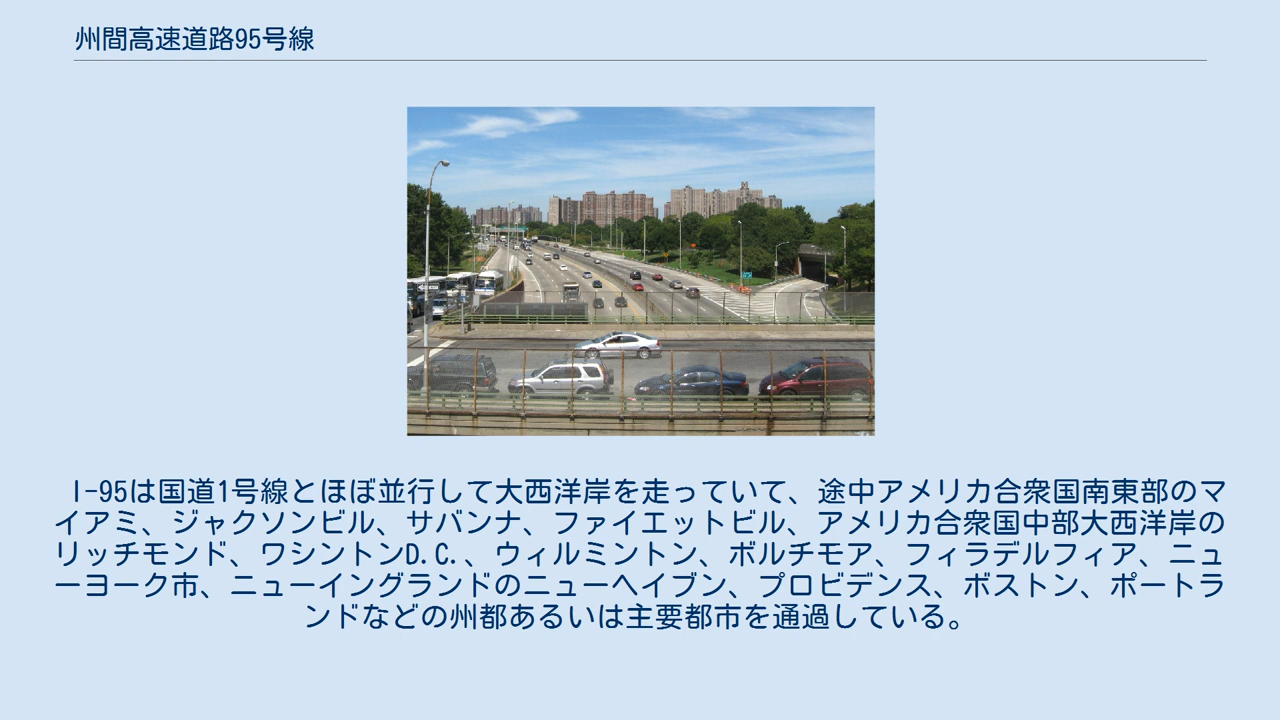 州間高速道路95号線
I-95は国道1号線とほぼ並行して大西洋岸を走っていて、途中アメリカ合衆国南東部のマ
イアミ、ジャクソンビル、サバンナ、ファイエットビル、アメリカ合衆国中部大西洋岸の
リッチモンド、ワシントンD.C.、ウィルミントン、ボルチモア、フィラデルフィア、ニュ
ーヨーク市、ニューイングランドのニューヘイブン、プロビデンス、ボストン、ポートラ
ンドなどの州都あるいは主要都市を通過している。